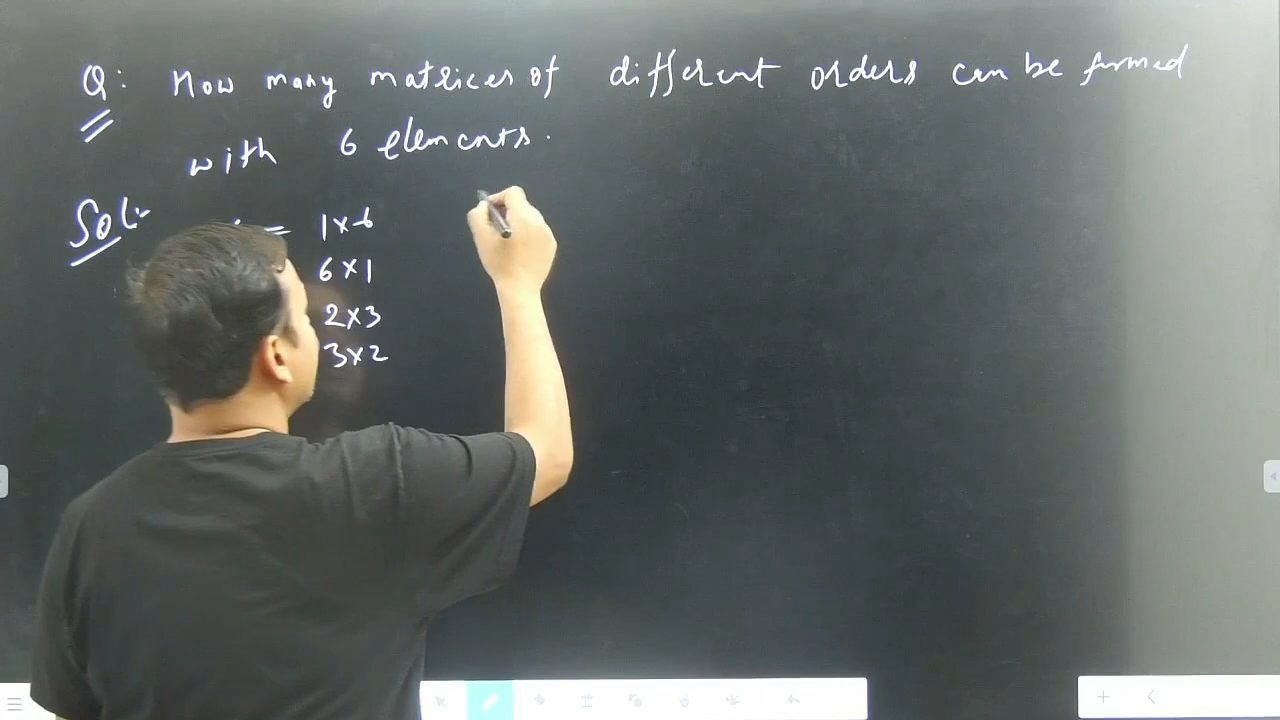 Q: How many matrices of different orders can be formed
with 6 elements.
Sol:- = 1×6
6×1
2×3
3×2